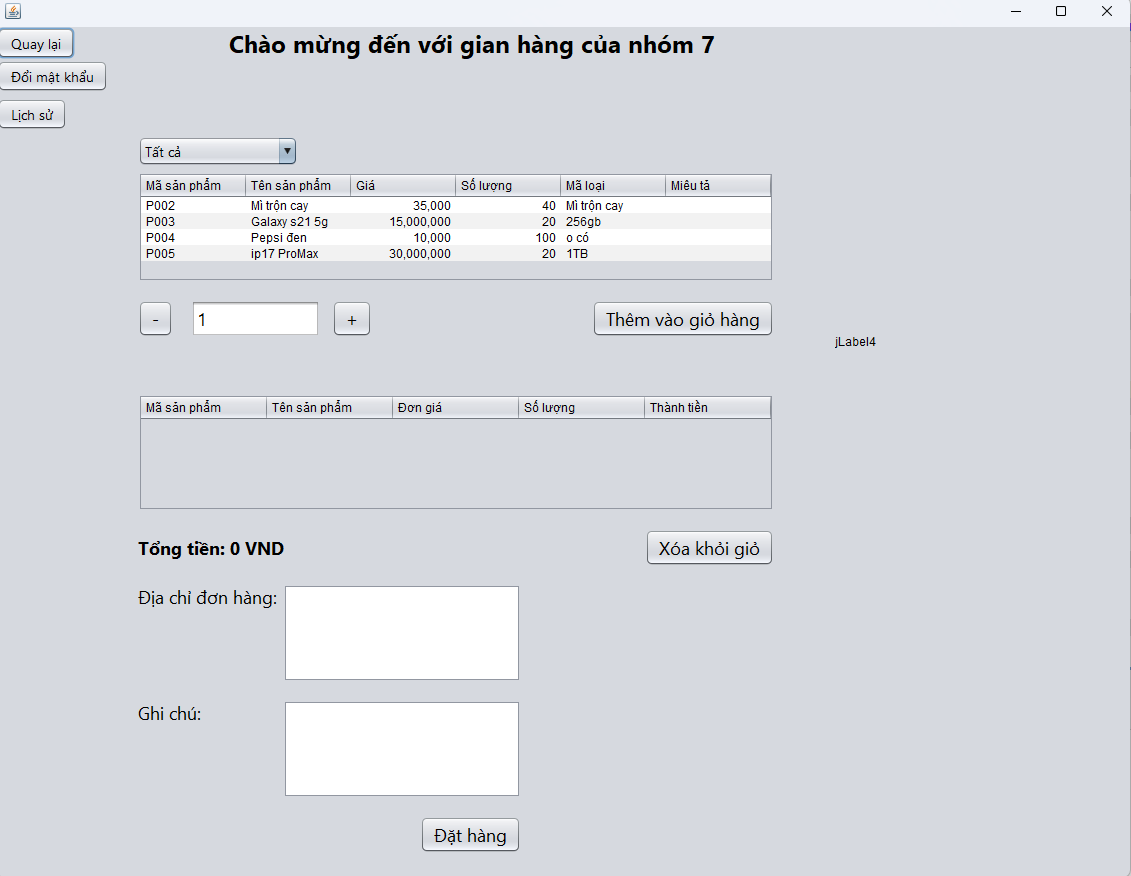 Quay lại
Chào mừng đến với gian hàng của nhóm 7
Đổi mật khẩu
Lịch sử
Tất cả
Mã sản phẩm Tên sản phẩm Giá Số lượng Mã loại Miêu tả
P002 Mì trộn cay 35,000 40 Mì trộn cay
P003 Galaxy s21 5g 15,000,000 20 256gb
P004 Pepsi đen 10,000 100 o có
P005 ip17 ProMax 30,000,000 20 1TB
- 1 + Thêm vào giỏ hàng
jLabel4
Mã sản phẩm Tên sản phẩm Đơn giá Số lượng Thành tiền
Tổng tiền: 0 VND Xóa khỏi giỏ
Địa chỉ đơn hàng:
Ghi chú:
Đặt hàng